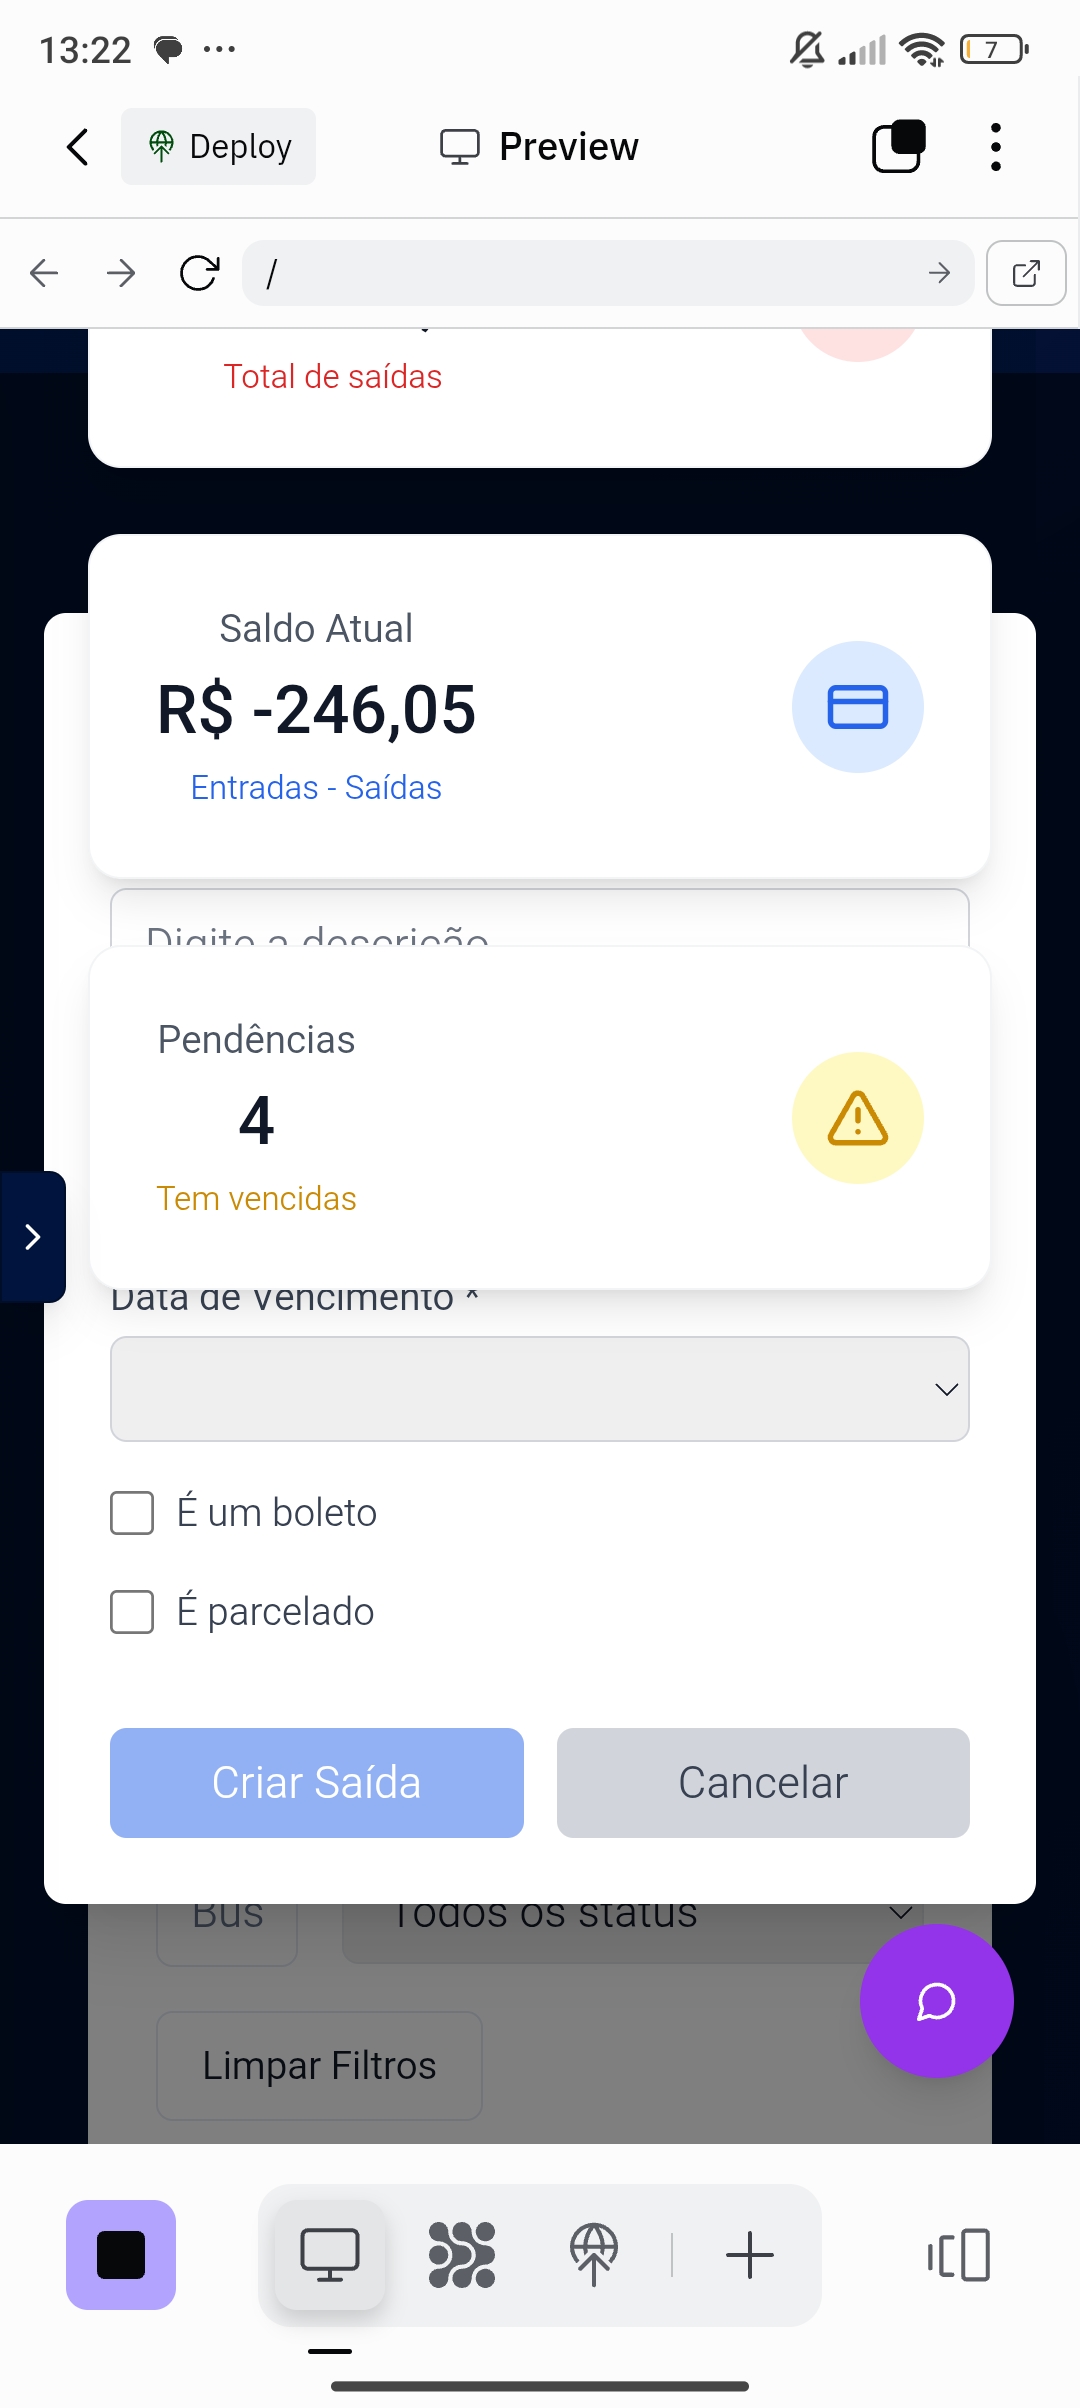 13:22
7
Deploy
Preview
/
Total de saídas
Saldo Atual
R$ -246,05
Entradas - Saídas
Digite a descrição
Pendências
4
Tem vencidas
Data de Vencimento *
É um boleto
É parcelado
Criar Saída
Cancelar
Bus
Todos os status
Limpar Filtros